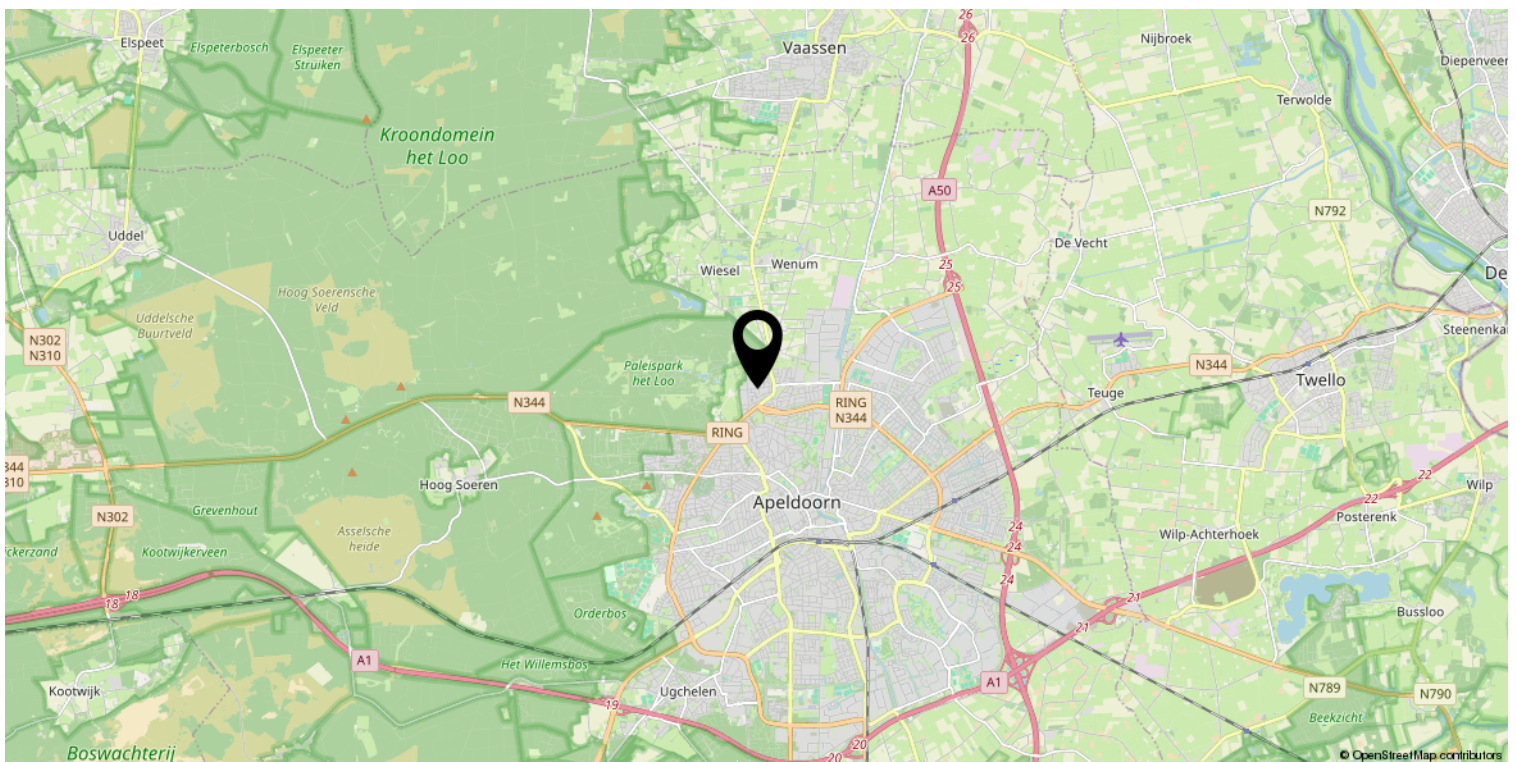 26
26
Elspeet
Elspeterbosch
Elspeeter
Struiken
Vaassen
Nijbroek
Diepenveen
Terwolde
Kroondomein
het Loo
A50
N792
Uddel
De Vecht
Wiesel
Wenum
25
25
De
Hoog Soerensche
Veld
Uddelsche
Buurtveld
N302
N310
Steenenka
Paleispark
het Loo
N344
Teuge
Twello
N344
RING
N344
RING
344
310
Hoog Soeren
22
22
Wilp
Apeldoorn
Grevenhout
N302
Posterenk
Asselsche
heide
24
24
24
Wilp-Achterhoek
ickerzand
Kootwijkerveen
18
18
21
21
Orderbos
Bussloo
A1
Het Willemsbos
Kootwijk
Ugchelen
A1
N789
N790
19
Beekzicht
20
20
Boswachterij
© OpenStreetMap contributors